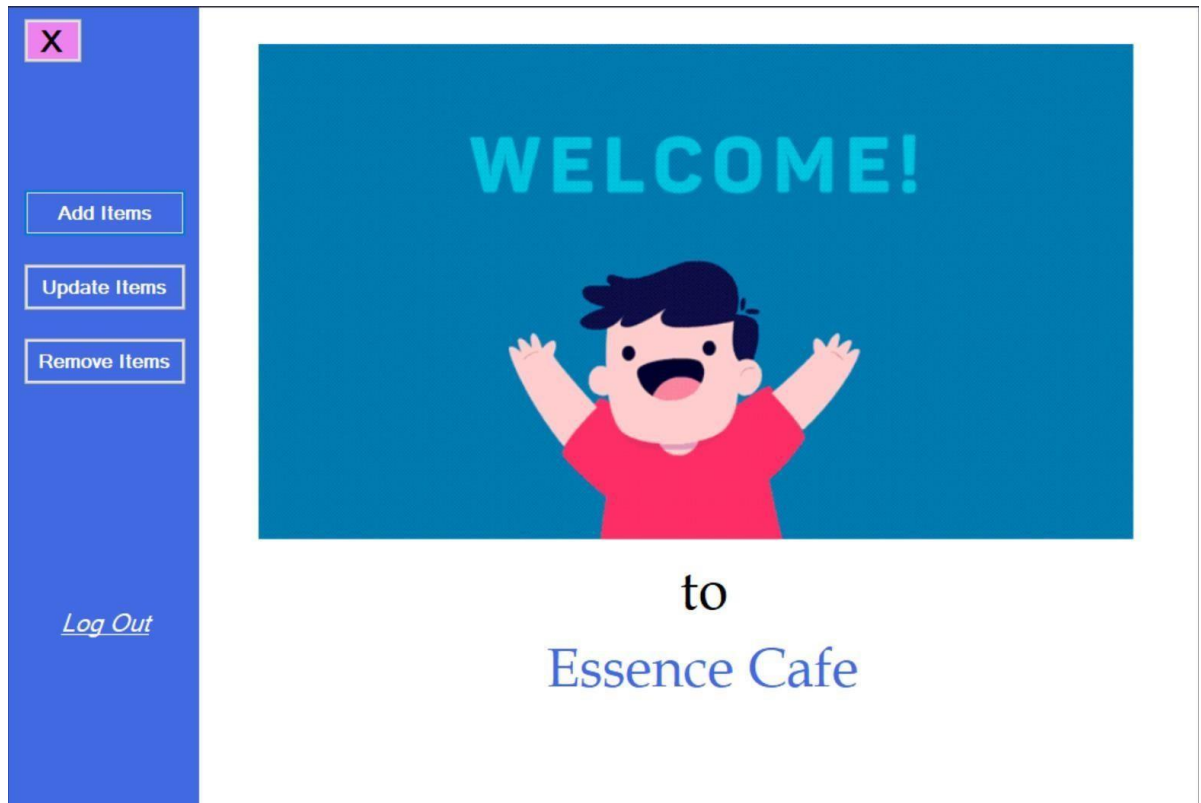 X
Add Items
Update Items
Remove Items
Log Out
WELCOME!
to
Essence Cafe